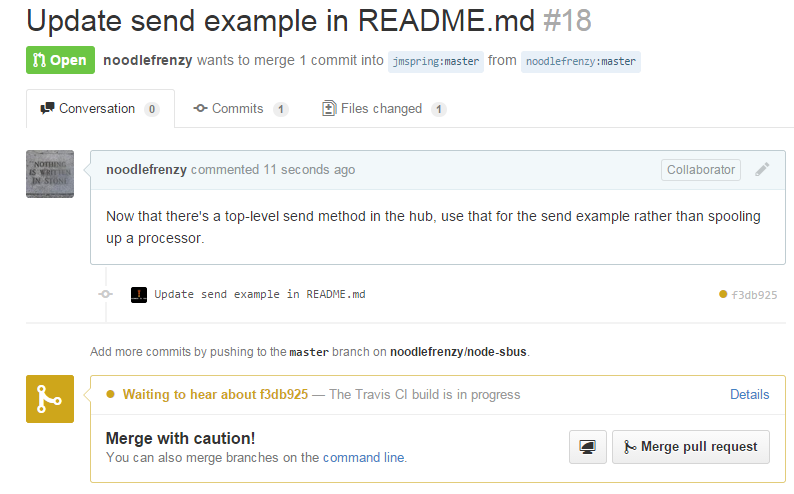 Update send example in README.md #18
Open noodlefrenzy wants to merge 1 commit into jmspring:master from noodlefrenzy:master
Conversation 0 Commits 1 Files changed 1
NOTHING
IS WRITTEN
IN STONE
noodlefrenzy commented 11 seconds ago Collaborator
Now that there's a top-level send method in the hub, use that for the send example rather than spooling
up a processor.
Update send example in README.md f3db925
Add more commits by pushing to the master branch on noodlefrenzy/node-sbus.
Waiting to hear about f3db925 — The Travis CI build is in progress Details
Merge with caution!
You can also merge branches on the command line.
Merge pull request